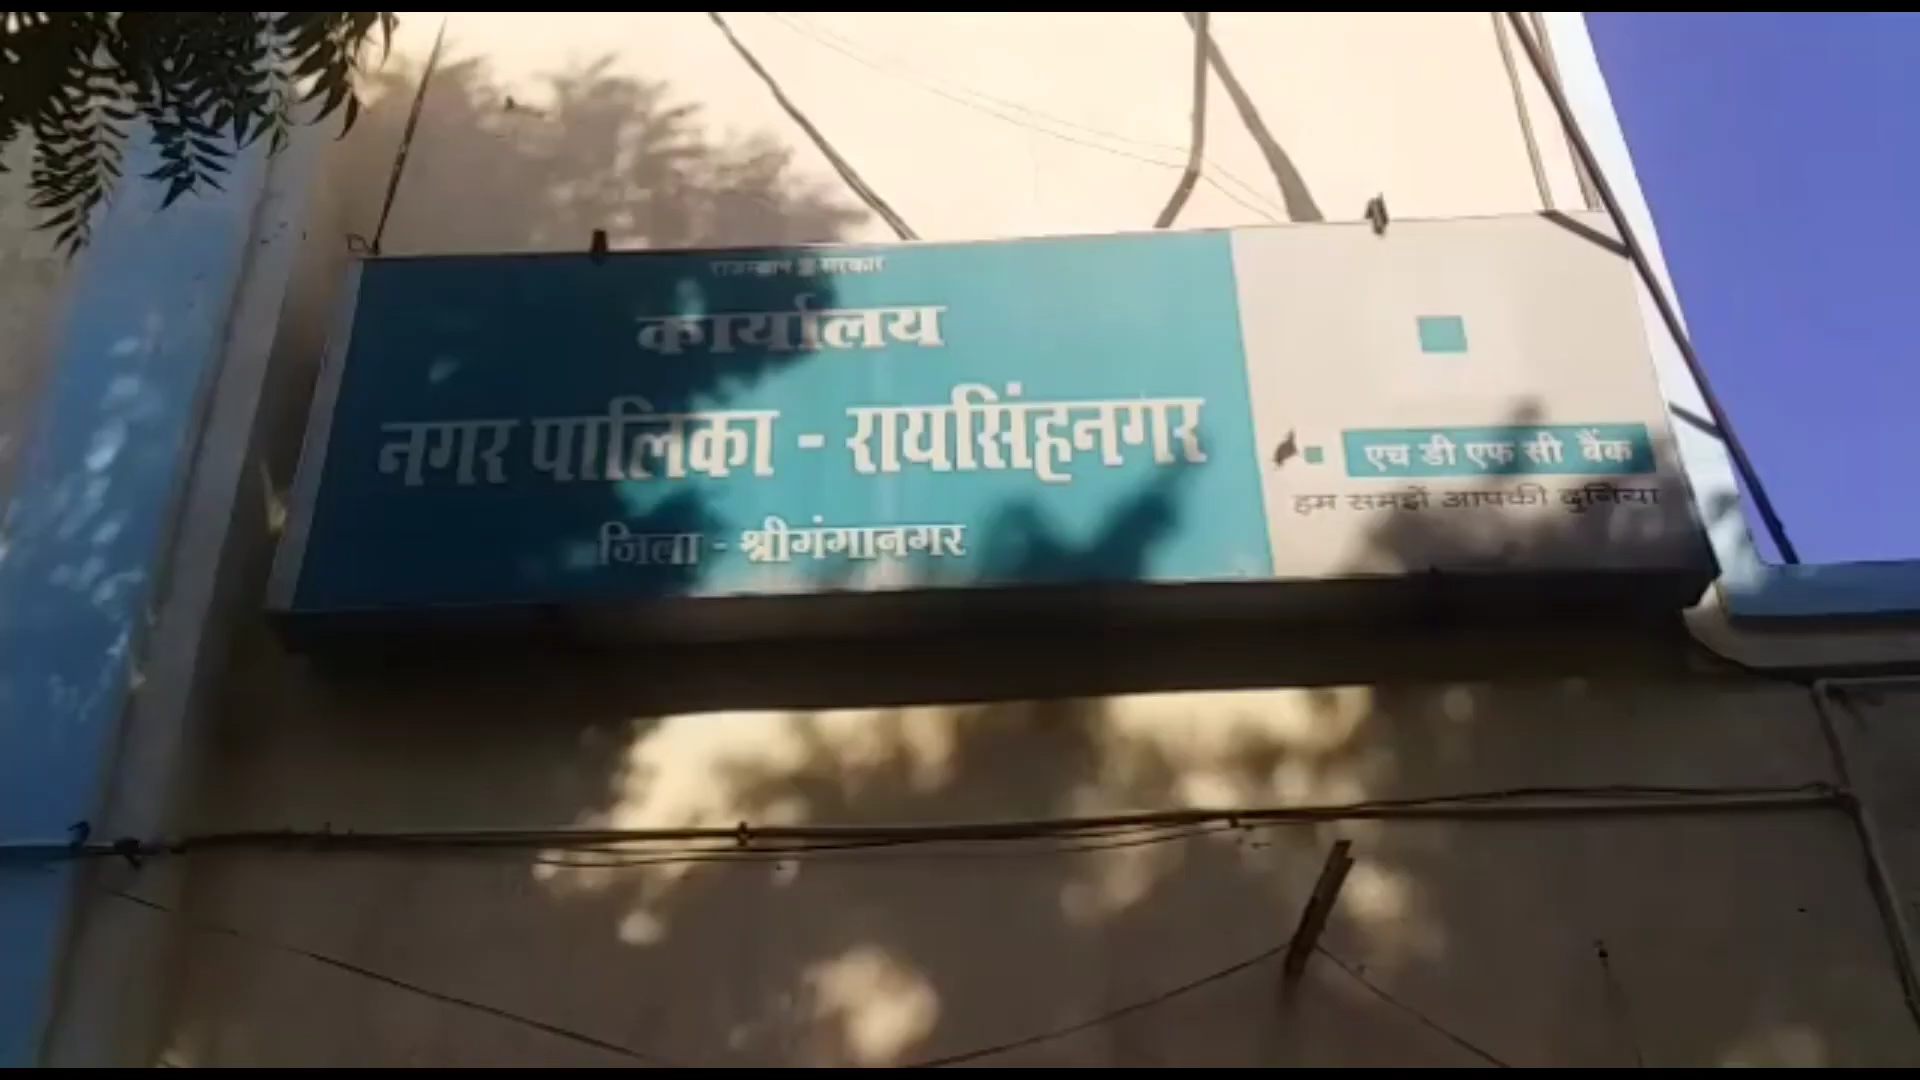 राजस्थान सरकार
कार्यालय
नगर पालिका - रायसिंहनगर
जिला - श्रीगंगानगर
एच डी एफ सी बैंक
हम समझें आपकी दुनिया